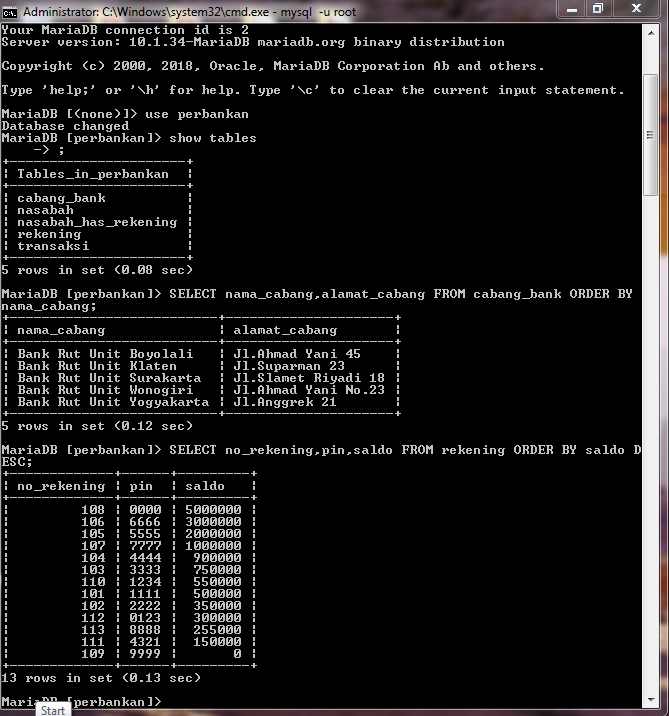 Administrator: C:\Windows\system32\cmd.exe - mysql -u root
Your MariaDB connection id is 2
Server version: 10.1.34-MariaDB mariadb.org binary distribution
Copyright (c) 2000, 2018, Oracle, MariaDB Corporation Ab and others.
Type 'help;' or '\h' for help. Type '\c' to clear the current input statement.
MariaDB [(none)]> use perbankan
Database changed
MariaDB [perbankan]> show tables
    -> ;
+----------------------+
| Tables_in_perbankan  |
+----------------------+
| cabang_bank          |
| nasabah              |
| nasabah_has_rekening |
| rekening             |
| transaksi            |
+----------------------+
5 rows in set (0.08 sec)
MariaDB [perbankan]> SELECT nama_cabang,alamat_cabang FROM cabang_bank ORDER BY
nama_cabang;
+--------------------------+---------------------+
| nama_cabang              | alamat_cabang       |
+--------------------------+---------------------+
| Bank Rut Unit Boyolali   | Jl.Ahmad Yani 45    |
| Bank Rut Unit Klaten     | Jl.Suparman 23      |
| Bank Rut Unit Surakarta  | Jl.Slamet Riyadi 18 |
| Bank Rut Unit Wonogiri   | Jl.Ahmad Yani No.23 |
| Bank Rut Unit Yogyakarta | Jl.Anggrek 21       |
+--------------------------+---------------------+
5 rows in set (0.12 sec)
MariaDB [perbankan]> SELECT no_rekening,pin,saldo FROM rekening ORDER BY saldo D
ESC;
+-------------+------+---------+
| no_rekening | pin  | saldo   |
+-------------+------+---------+
|         108 | 0000 | 5000000 |
|         106 | 6666 | 3000000 |
|         105 | 5555 | 2000000 |
|         107 | 7777 | 1000000 |
|         104 | 4444 |  900000 |
|         103 | 3333 |  750000 |
|         110 | 1234 |  550000 |
|         101 | 1111 |  500000 |
|         102 | 2222 |  350000 |
|         112 | 0123 |  300000 |
|         113 | 8888 |  255000 |
|         111 | 4321 |  150000 |
|         109 | 9999 |       0 |
+-------------+------+---------+
13 rows in set (0.13 sec)
MariaDB [perbankan]>
Start